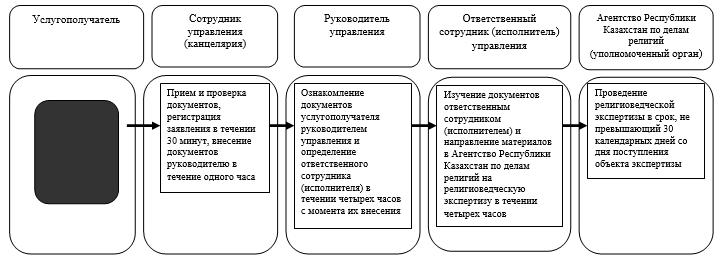 Услугополучатель
Сотрудник
управления
(канцелярия)
Руководитель
управления
Ответственный
сотрудник (исполнитель)
управления
Агентство Республики
Казахстан по делам
религий
(уполномоченный орган)
Прием и проверка
документов,
регистрация
заявления в течении
30 минут, внесение
документов
руководителю в
течение одного часа
Ознакомление
документов
услугополучателя
руководителем
управления и
определение
ответственного
сотрудника
(исполнителя) в
течении четырех часов
с момента их внесения
Изучение документов
ответственным
сотрудником
(исполнителем) и
направление материалов
в Агентство Республики
Казахстан по делам
религий на
религиоведческую
экспертизу в течении
четырех часов
Проведение
религиоведческой
экспертизы в срок, не
превышающий 30
календарных дней со
дня поступления
объекта экспертизы